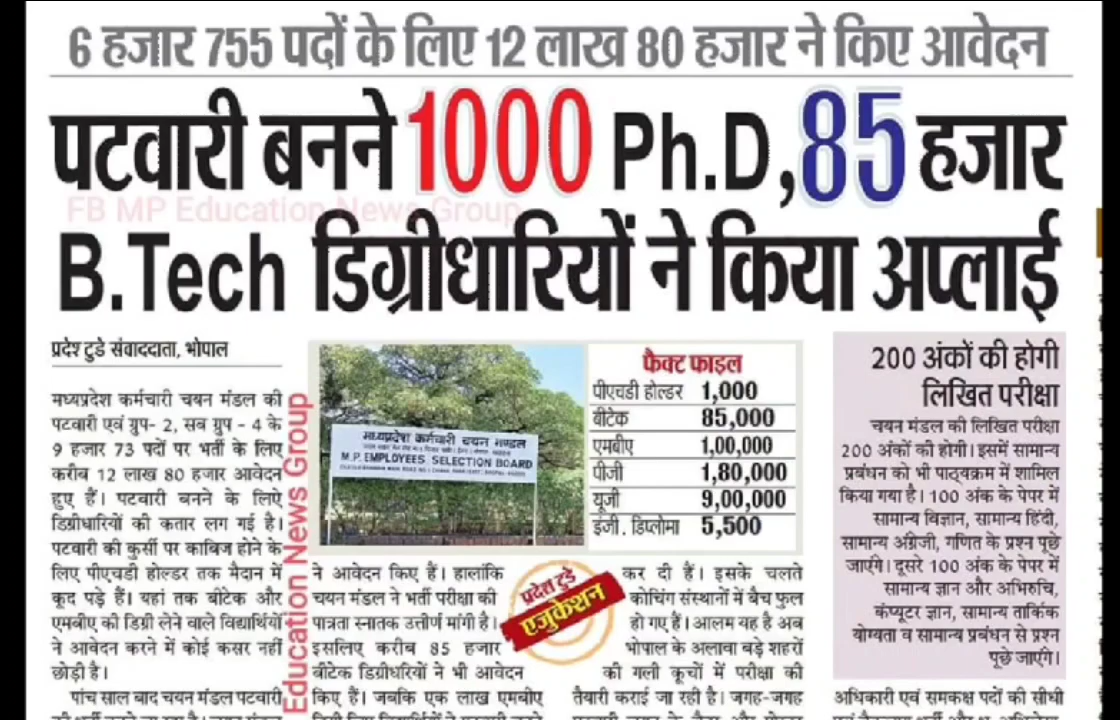 6 हजार 755 पदों के लिए 12 लाख 80 हजार ने किए आवेदन
पटवारी बनने 1000 Ph.D,85 हजार
FB MP Education News Group
B.Tech डिग्रीधारियों ने किया अप्लाई
प्रदेश टुडे संवाददाता, भोपाल
मध्यप्रदेश कर्मचारी चयन मंडल की
पटवारी एवं ग्रुप- 2, सब ग्रुप - 4 के
9 हजार 73 पदों पर भर्ती के लिए
करीब 12 लाख 80 हजार आवेदन
हुए हैं। पटवारी बनने के लिए
डिग्रीधारियों की कतार लग गई है।
पटवारी की कुर्सी पर काबिज होने के
लिए पीएचडी होल्डर तक मैदान में
कूद पड़े हैं। यहां तक बीटेक और
एमबीए की डिग्री लेने वाले विद्यार्थियों
ने आवेदन करने में कोई कसर नहीं
छोड़ी है।
पांच साल बाद चयन मंडल पटवारी
Education News Group
मध्यप्रदेश कर्मचारी चयन मण्डल
M.P. EMPLOYEES SELECTION BOARD
फैक्ट फाइल
पीएचडी होल्डर 1,000
बीटेक 85,000
एमबीए 1,00,000
पीजी 1,80,000
यूजी 9,00,000
इंजी. डिप्लोमा 5,500
ने आवेदन किए हैं। हालांकि
चयन मंडल ने भर्ती परीक्षा की
पात्रता स्नातक उत्तीर्ण मांगी है।
इसलिए करीब 85 हजार
बीटेक डिग्रीधरियों ने भी आवेदन
किए हैं। जबकि एक लाख एमबीए
प्रदेश टुडे
एजुकेशन
कर दी हैं। इसके चलते
कोचिंग संस्थानों में बैच फुल
हो गए हैं। आलम यह है अब
भोपाल के अलावा बड़े शहरों
की गली कूचों में परीक्षा की
तैयारी कराई जा रही है। जगह-जगह
200 अंकों की होगी
लिखित परीक्षा
चयन मंडल की लिखित परीक्षा
200 अंकों की होगी। इसमें सामान्य
प्रबंधन को भी पाठ्यक्रम में शामिल
किया गया है। 100 अंक के पेपर में
सामान्य विज्ञान, सामान्य हिंदी,
सामान्य अंग्रेजी, गणित के प्रश्न पूछे
जाएंगे। दूसरे 100 अंक के पेपर में
सामान्य ज्ञान और अभिरुचि,
कंप्यूटर ज्ञान, सामान्य तार्किक
योग्यता व सामान्य प्रबंधन से प्रश्न
पूछे जाएंगे।
अधिकारी एवं समकक्ष पदों की सीधी